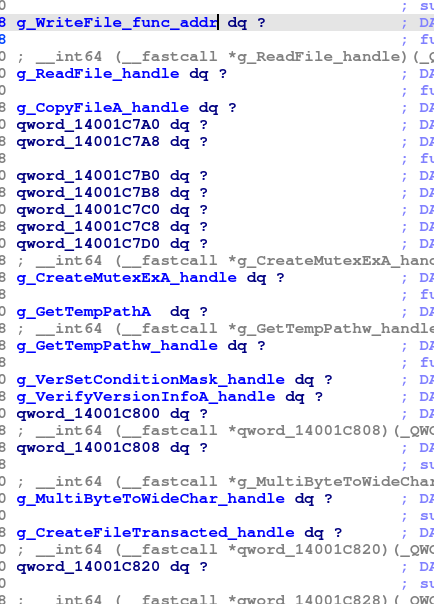 0 ; su
8 g_WriteFile_func_addr dq ? ; DA
8 ; fu
0 ; __int64 (__fastcall *g_ReadFile_handle)(_Q
0 g_ReadFile_handle dq ? ; DA
0 ; fu
0 g_CopyFileA_handle dq ? ; DA
0 qword_14001C7A0 dq ? ; DA
8 qword_14001C7A8 dq ? ; DA
8 ; fu
0 qword_14001C7B0 dq ? ; DA
8 qword_14001C7B8 dq ? ; DA
0 qword_14001C7C0 dq ? ; DA
8 qword_14001C7C8 dq ? ; DA
0 qword_14001C7D0 dq ? ; DA
8 ; __int64 (__fastcall *g_CreateMutexExA_hand
8 g_CreateMutexExA_handle dq ? ; DA
8 ; fu
0 g_GetTempPathA dq ? ; DA
8 ; __int64 (__fastcall *g_GetTempPathw_handle
8 g_GetTempPathw_handle dq ? ; DA
8 ; fu
0 g_VerSetConditionMask_handle dq ? ; DA
8 g_VerifyVersionInfoA_handle dq ? ; DA
0 qword_14001C800 dq ? ; DA
8 ; __int64 (__fastcall *qword_14001C808)(_QWO
8 qword_14001C808 dq ? ; DA
8 ; su
0 ; __int64 (__fastcall *g_MultiByteToWideChar
0 g_MultiByteToWideChar_handle dq ? ; DA
0 ; su
8 g_CreateFileTransacted_handle dq ? ; DA
0 ; __int64 (__fastcall *qword_14001C820)(_QWO
0 qword_14001C820 dq ? ; DA
0 ; su
8 ; __int64 (__fastcall *qword_14001C828)(_QWO